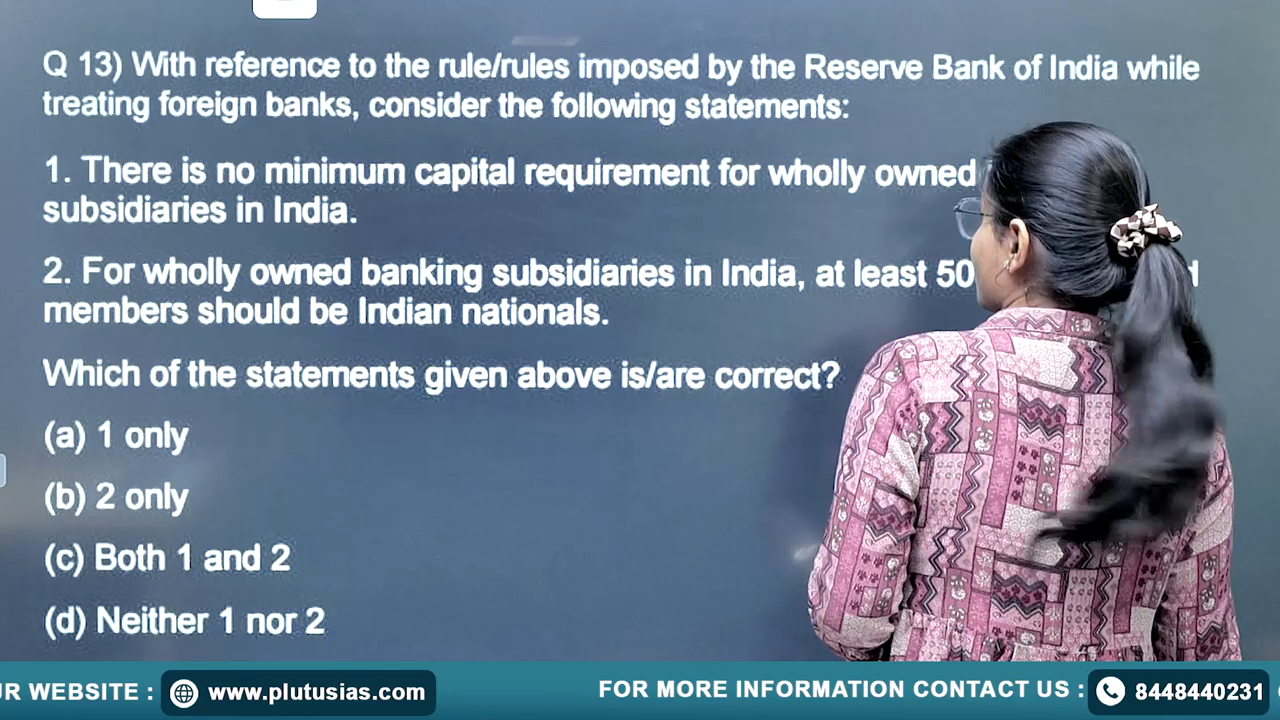 Q 13) With reference to the rule/rules imposed by the Reserve Bank of India while
treating foreign banks, consider the following statements:
1. There is no minimum capital requirement for wholly owned
subsidiaries in India.
2. For wholly owned banking subsidiaries in India, at least 50
members should be Indian nationals.
Which of the statements given above is/are correct?
(a) 1 only
(b) 2 only
(c) Both 1 and 2
(d) Neither 1 nor 2
UR WEBSITE : www.plutusias.com FOR MORE INFORMATION CONTACT US : 8448440231